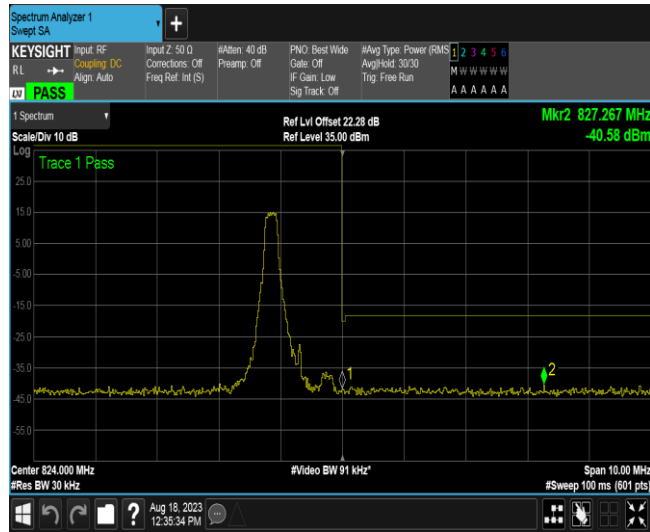 Spectrum Analyzer 1
Swept SA
+
KEYSIGHT
RL
LXI PASS
Input: RF
Coupling: DC
Align: Auto
Input Z: 50 Ω
Corrections: Off
Freq Ref: Int (S)
#Atten: 40 dB
Preamp: Off
PNO: Best Wide
Gate: Off
IF Gain: Low
Sig Track: Off
#Avg Type: Power (RMS
Avg|Hold: 30/30
Trig: Free Run
1 2 3 4 5 6
M W W W W W
A A A A A A
1 Spectrum
Scale/Div 10 dB
Ref Lvl Offset 22.28 dB
Ref Level 35.00 dBm
Mkr2 827.267 MHz
-40.58 dBm
Log
Trace 1 Pass
25.0
15.0
5.00
-5.00
-15.0
-25.0
-35.0
-45.0
-55.0
1
2
Center 824.000 MHz
#Res BW 30 kHz
#Video BW 91 kHz*
Span 10.00 MHz
#Sweep 100 ms (601 pts)
?
Aug 18, 2023
12:35:34 PM